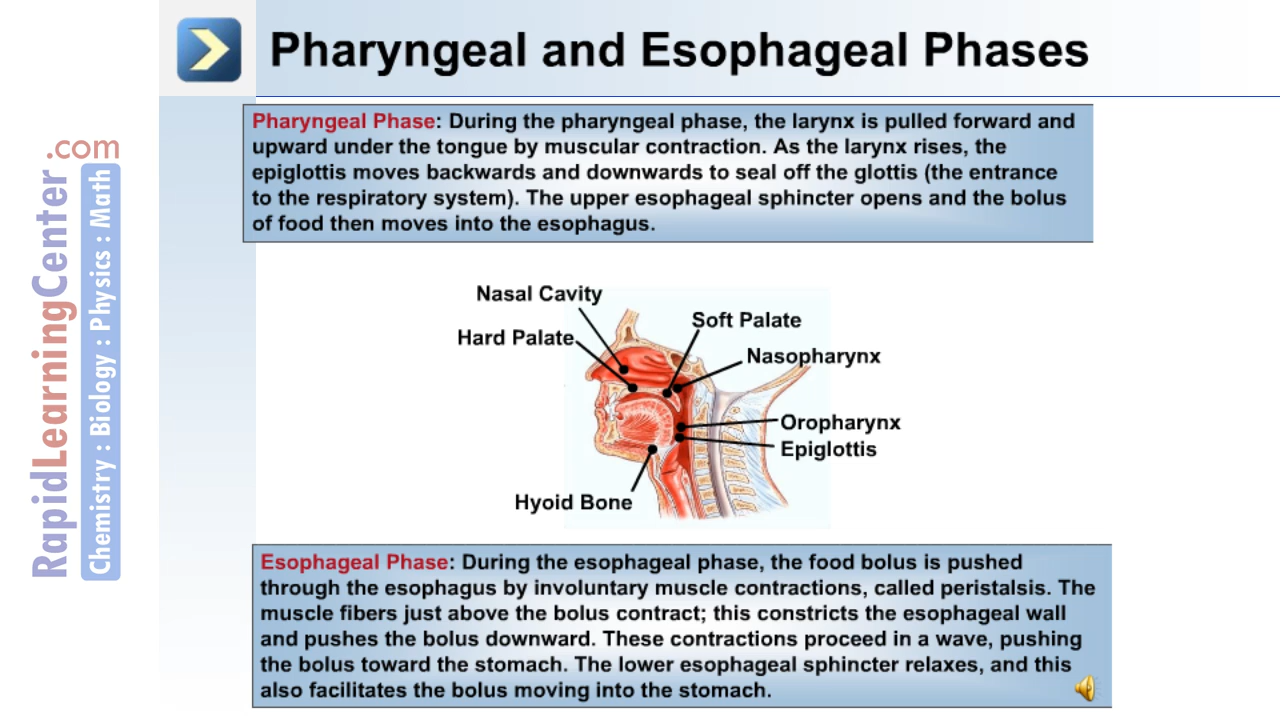 Pharyngeal and Esophageal Phases
Pharyngeal Phase: During the pharyngeal phase, the larynx is pulled forward and
upward under the tongue by muscular contraction. As the larynx rises, the
epiglottis moves backwards and downwards to seal off the glottis (the entrance
to the respiratory system). The upper esophageal sphincter opens and the bolus
of food then moves into the esophagus.
Nasal Cavity
Soft Palate
Hard Palate
Nasopharynx
Oropharynx
Epiglottis
Hyoid Bone
Esophageal Phase: During the esophageal phase, the food bolus is pushed
through the esophagus by involuntary muscle contractions, called peristalsis. The
muscle fibers just above the bolus contract; this constricts the esophageal wall
and pushes the bolus downward. These contractions proceed in a wave, pushing
the bolus toward the stomach. The lower esophageal sphincter relaxes, and this
also facilitates the bolus moving into the stomach.
RapidLearningCenter.com
Chemistry : Biology : Physics : Math